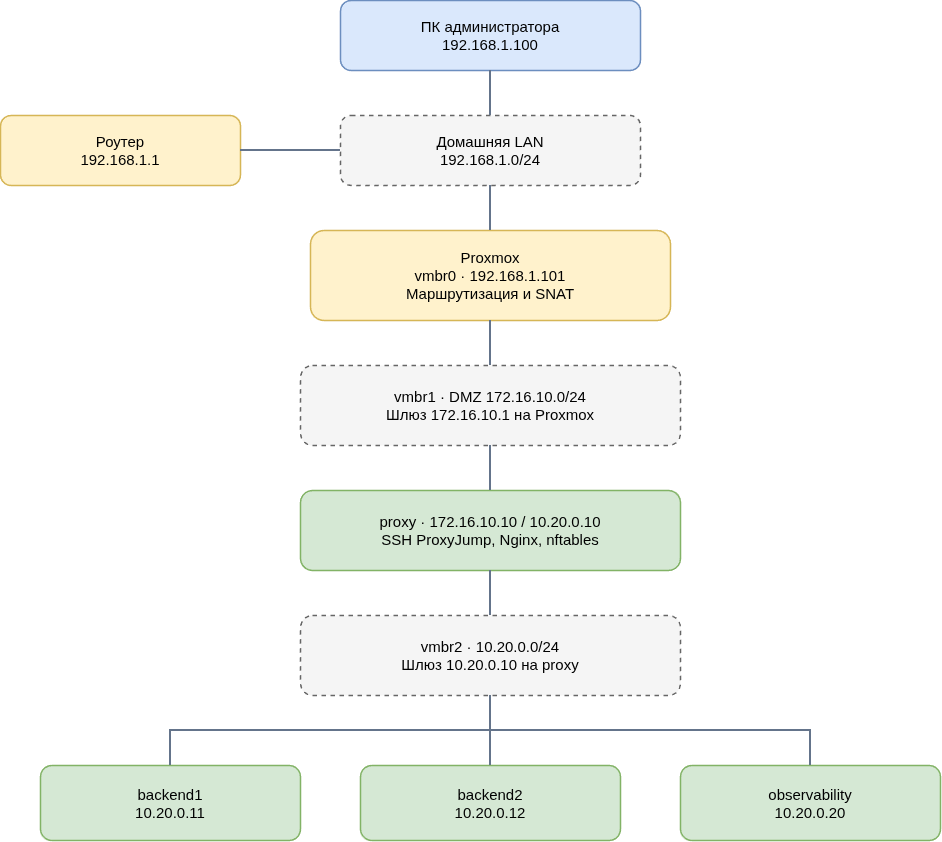 ПК администратора
192.168.1.100
Роутер
192.168.1.1
Домашняя LAN
192.168.1.0/24
Proxmox
vmbr0 · 192.168.1.101
Маршрутизация и SNAT
vmbr1 · DMZ 172.16.10.0/24
Шлюз 172.16.10.1 на Proxmox
proxy · 172.16.10.10 / 10.20.0.10
SSH ProxyJump, Nginx, nftables
vmbr2 · 10.20.0.0/24
Шлюз 10.20.0.10 на proxy
backend1
10.20.0.11
backend2
10.20.0.12
observability
10.20.0.20